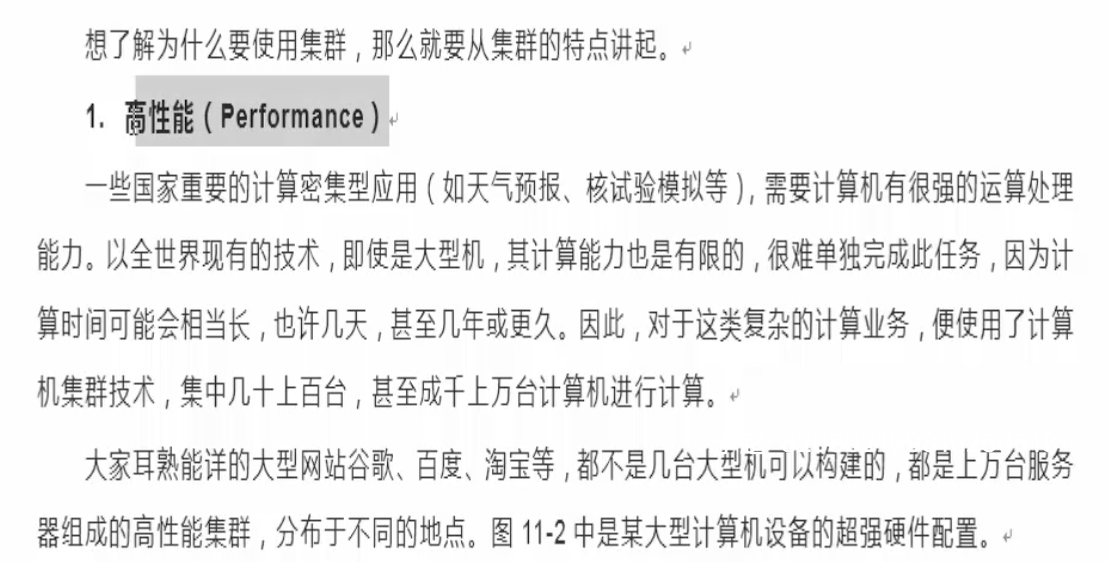 想了解为什么要使用集群，那么就要从集群的特点讲起。
1. 高性能（Performance）
一些国家重要的计算密集型应用（如天气预报、核试验模拟等），需要计算机有很强的运算处理
能力。以全世界现有的技术，即使是大型机，其计算能力也是有限的，很难单独完成此任务，因为计
算时间可能会相当长，也许几天，甚至几年或更久。因此，对于这类复杂的计算业务，便使用了计算
机集群技术，集中几十上百台，甚至成千上万台计算机进行计算。
大家耳熟能详的大型网站谷歌、百度、淘宝等，都不是几台大型机可以构建的，都是上万台服务
器组成的高性能集群，分布于不同的地点。图 11-2 中是某大型计算机设备的超强硬件配置。